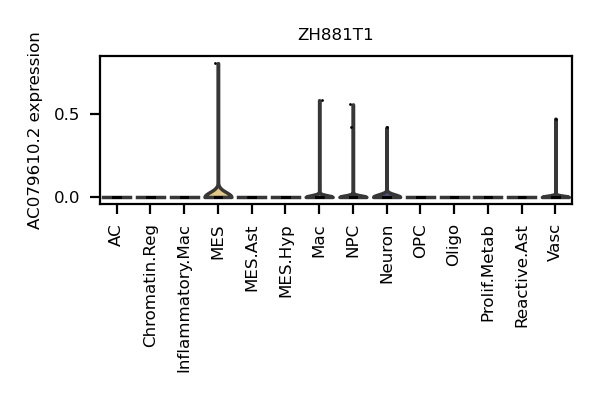 ZH881T1
AC079610.2 expression
0.5
0.0
AC
Chromatin.Reg
Inflammatory.Mac
MES
MES.Ast
MES.Hyp
Mac
NPC
Neuron
OPC
Oligo
Prolif.Metab
Reactive.Ast
Vasc